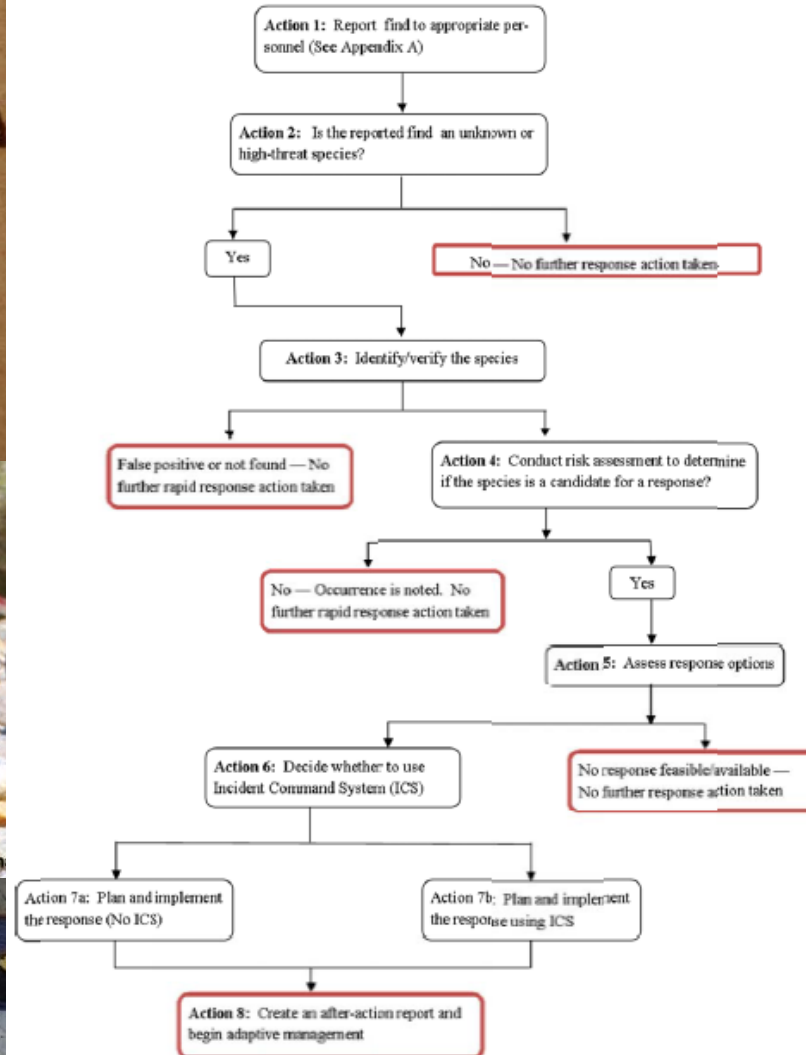 Action 1: Report find to appropriate per-
sonnel (See Appendix A)
Action 2: Is the reported find an unknown or
high-threat species?
Yes
No — No further response action taken
Action 3: Identify/verify the species
False positive or not found — No
further rapid response action taken
Action 4: Conduct risk assessment to determine
if the species is a candidate for a response?
No — Occurrence is noted. No
further rapid response action taken
Yes
Action 5: Assess response options
Action 6: Decide whether to use
Incident Command System (ICS)
No response feasible/available —
No further response action taken
Action 7a: Plan and implement
the response (No ICS)
Action 7b: Plan and implement
the response using ICS
Action 8: Create an after-action report and
begin adaptive management